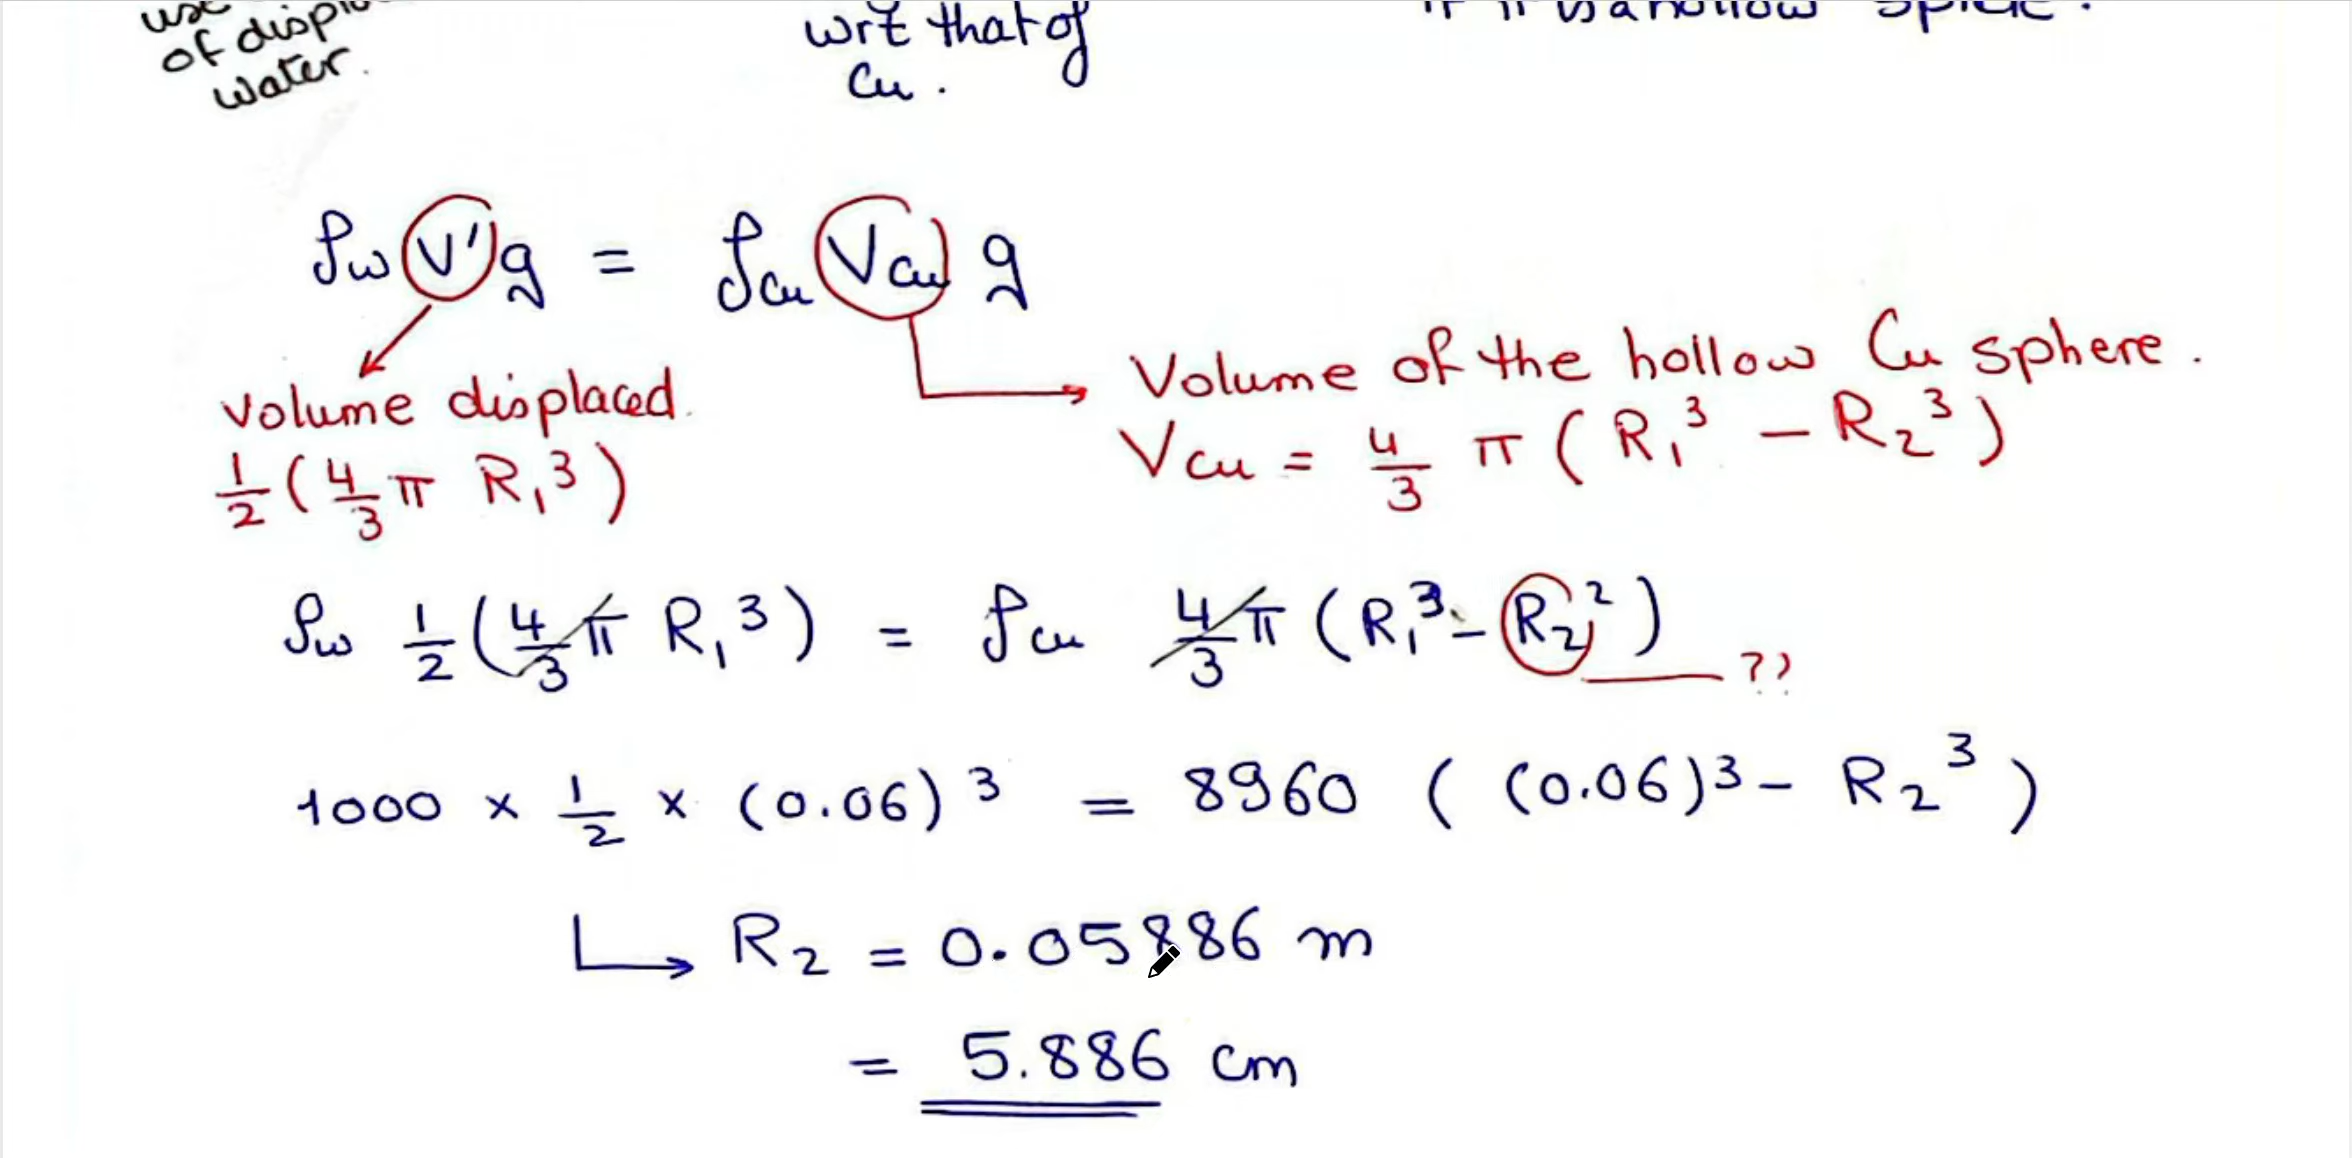 of
water.
wrt that of
Cu.
ρw V'g = ρcu Vcu g
Volume displaced.
1/2 (4/3 π R₁³)
Volume of the hollow Cu sphere.
Vcu = 4/3 π (R₁³ - R₂³)
ρw 1/2 (4/3 π R₁³) = ρcu 4/3 π (R₁³ - R₂²) ??
1000 x 1/2 x (0.06)³ = 8960 ((0.06)³ - R₂³)
↳ R₂ = 0.05886 m
= 5.886 cm